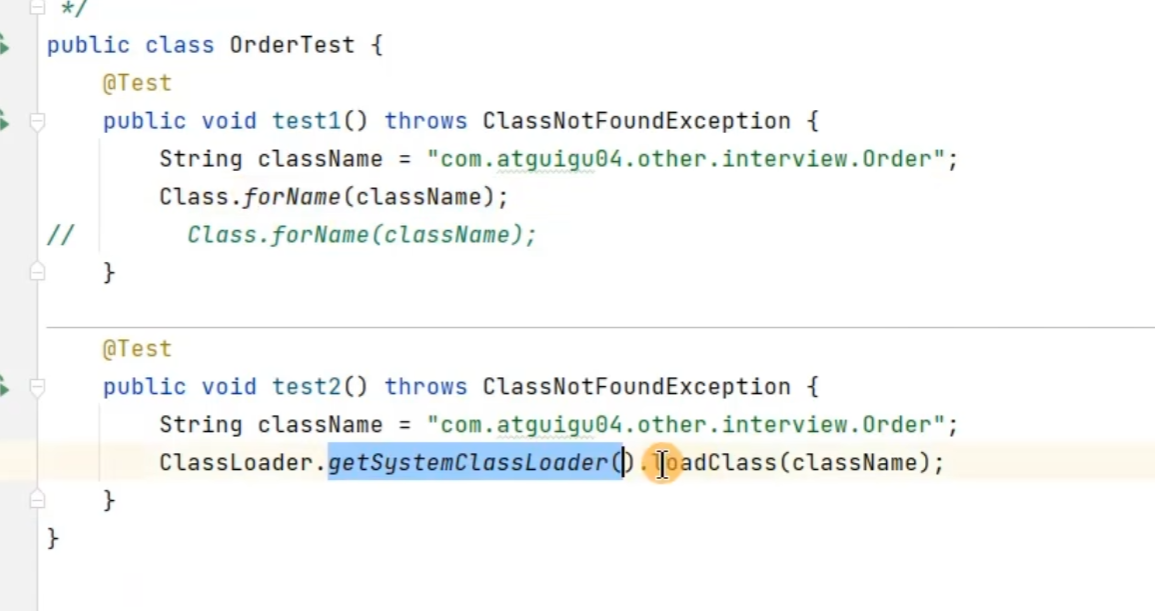 */
public class OrderTest {
@Test
public void test1() throws ClassNotFoundException {
String className = "com.atguigu04.other.interview.Order";
Class.forName(className);
// Class.forName(className);
}
@Test
public void test2() throws ClassNotFoundException {
String className = "com.atguigu04.other.interview.Order";
ClassLoader.getSystemClassLoader().loadClass(className);
}
}